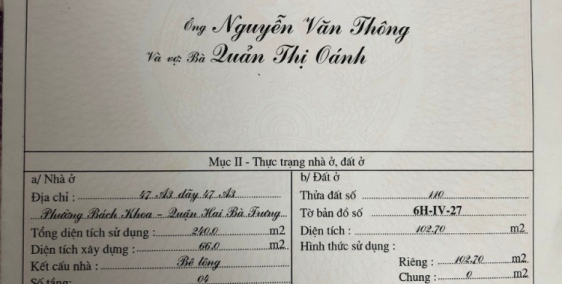 Ông Nguyễn Văn Thông
Và vợ: Bà Quản Thị Oánh
Mục II - Thực trạng nhà ở, đất ở
a/ Nhà ở
Địa chỉ : 47 A3 dãy 47 A3
Phường Bách Khoa - Quận Hai Bà Trưng
Tổng diện tích sử dụng : 240.0 m2
Diện tích xây dựng : 66.0 m2
Kết cấu nhà : Bê tông
Số tầng: 04
b/ Đất ở
Thửa đất số 110
Tờ bản đồ số 6H-IV-27
Diện tích : 102.70 m2
Hình thức sử dụng :
Riêng : 102.70 m2
Chung : 0 m2